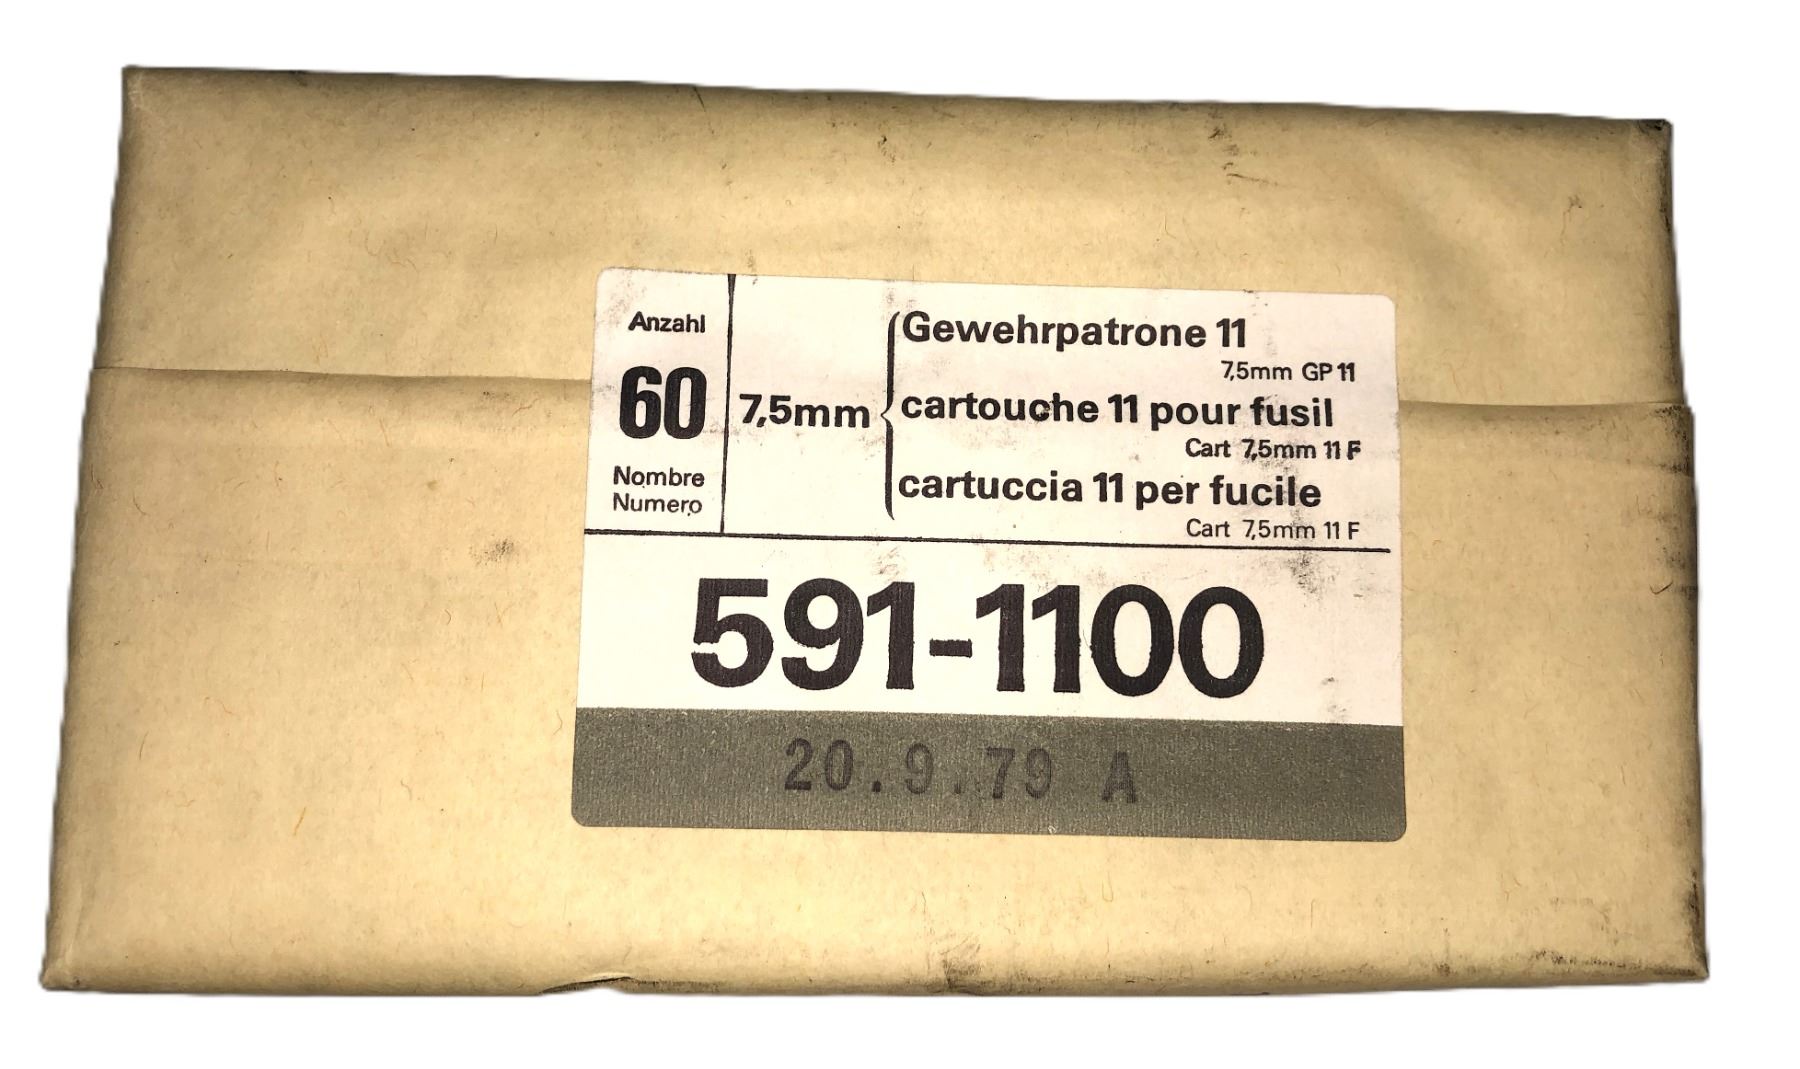 Anzahl
60
Nombre
Numero
7,5mm
Gewehrpatrone 11
7,5mm GP 11
cartouche 11 pour fusil
Cart 7,5mm 11 F
cartuccia 11 per fucile
Cart 7,5mm 11 F
591-1100
20.9.79 A